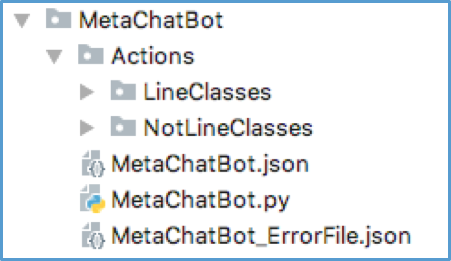 MetaChatBot
Actions
LineClasses
NotLineClasses
MetaChatBot.json
MetaChatBot.py
MetaChatBot_ErrorFile.json